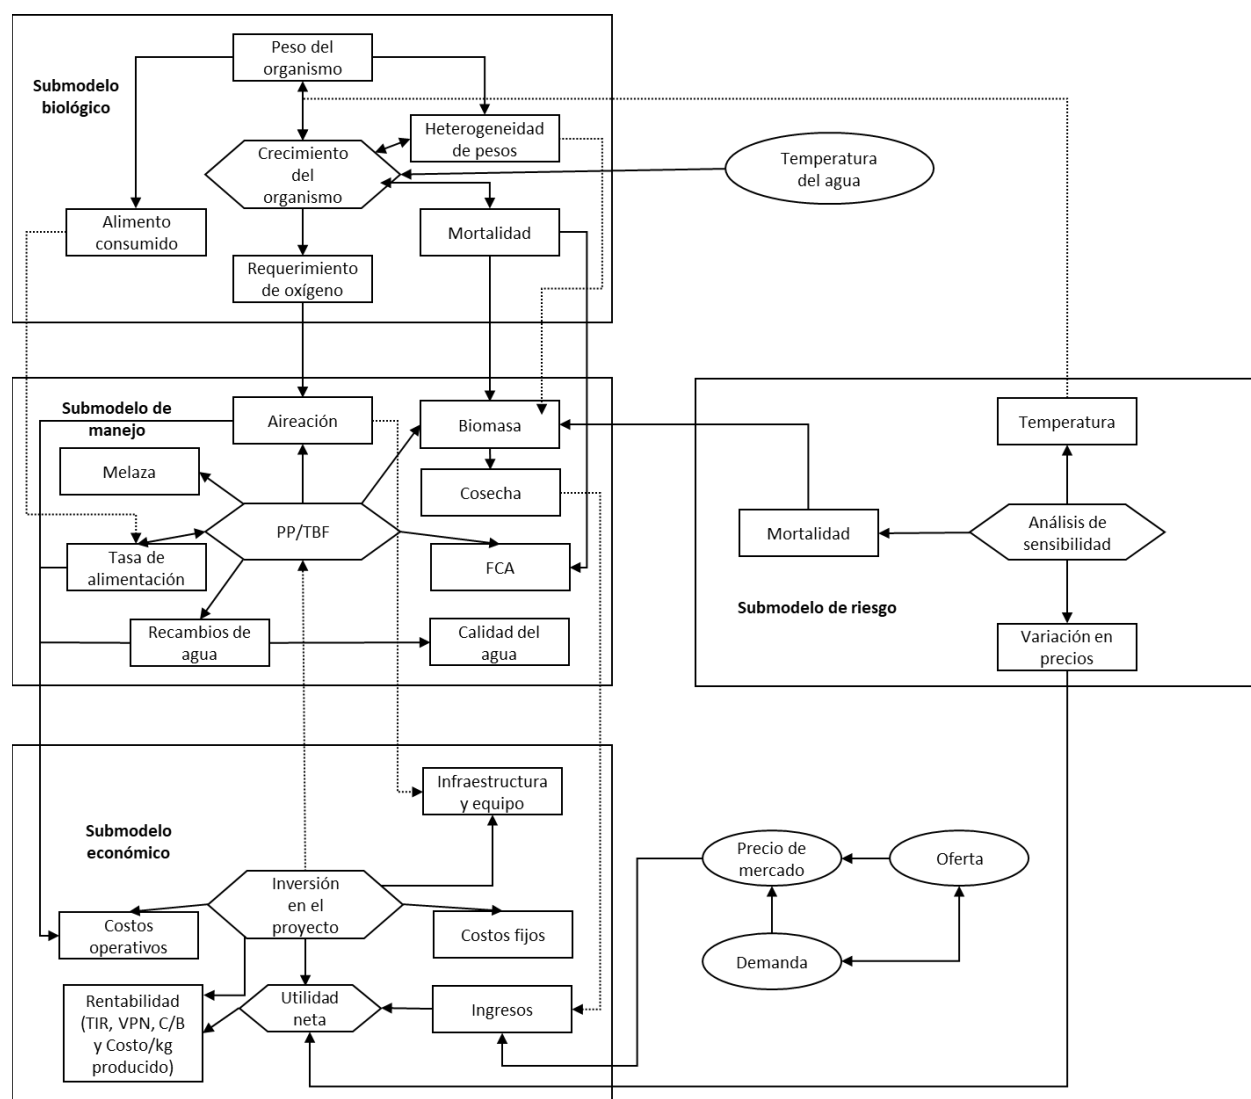 Peso del
organismo
Submodelo
biológico
Heterogeneidad
de pesos
Crecimiento
del
organismo
Temperatura
del agua
Alimento
consumido
Mortalidad
Requerimiento
de oxígeno
Submodelo de
manejo
Aireación
Biomasa
Temperatura
Melaza
Cosecha
PP/TBF
Mortalidad
Análisis de
sensibilidad
Tasa de
alimentación
FCA
Submodelo de riesgo
Recambios de
agua
Calidad del
agua
Variación en
precios
Infraestructura
y equipo
Submodelo
económico
Precio de
mercado
Oferta
Inversión
en el
proyecto
Costos
operativos
Costos fijos
Demanda
Rentabilidad
(TIR, VPN, C/B
y Costo/kg
producido)
Utilidad
neta
Ingresos